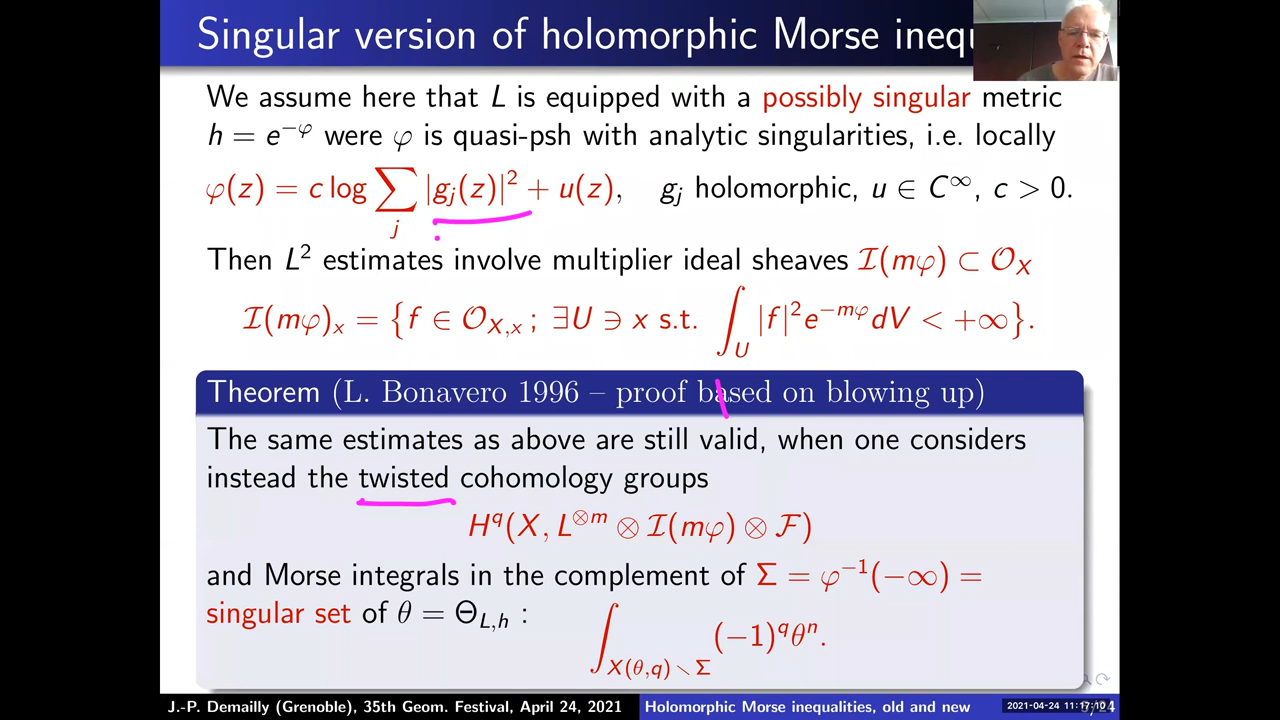 Singular version of holomorphic Morse inequ
We assume here that L is equipped with a possibly singular metric
h = e^{−φ} were φ is quasi-psh with analytic singularities, i.e. locally
φ(z) = c log ∑_j |g_j(z)|² + u(z), g_j holomorphic, u ∈ C^∞, c > 0.
Then L² estimates involve multiplier ideal sheaves 𝓘(mφ) ⊂ 𝓞_X
𝓘(mφ)_x = {f ∈ 𝓞_{X,x} ; ∃U ∋ x s.t. ∫_U |f|²e^{−mφ}dV < +∞}.
Theorem (L. Bonavero 1996 – proof based on blowing up)
The same estimates as above are still valid, when one considers
instead the twisted cohomology groups
H^q(X, L^{⊗m} ⊗ 𝓘(mφ) ⊗ 𝓕)
and Morse integrals in the complement of Σ = φ^{−1}(−∞) =
singular set of θ = Θ_{L,h} :
∫_{X(θ,q)∖Σ} (−1)^q θ^n.
J.-P. Demailly (Grenoble), 35th Geom. Festival, April 24, 2021 Holomorphic Morse inequalities, old and new 2021-04-24 11:17:10 /24